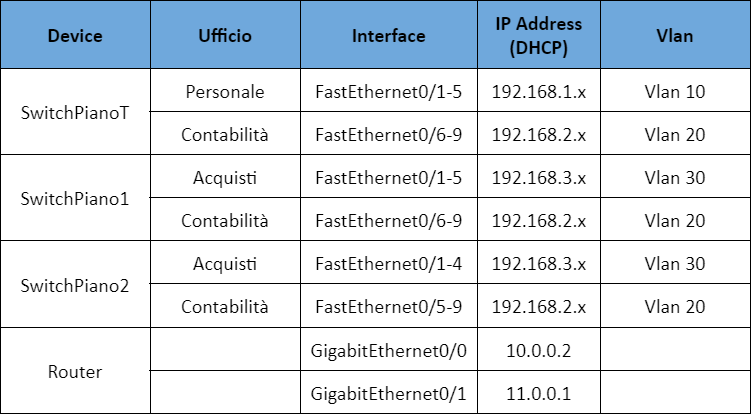 Device Ufficio Interface IP Address (DHCP) Vlan
SwitchPianoT Personale FastEthernet0/1-5 192.168.1.x Vlan 10
Contabilità FastEthernet0/6-9 192.168.2.x Vlan 20
SwitchPiano1 Acquisti FastEthernet0/1-5 192.168.3.x Vlan 30
Contabilità FastEthernet0/6-9 192.168.2.x Vlan 20
SwitchPiano2 Acquisti FastEthernet0/1-4 192.168.3.x Vlan 30
Contabilità FastEthernet0/5-9 192.168.2.x Vlan 20
Router GigabitEthernet0/0 10.0.0.2
GigabitEthernet0/1 11.0.0.1